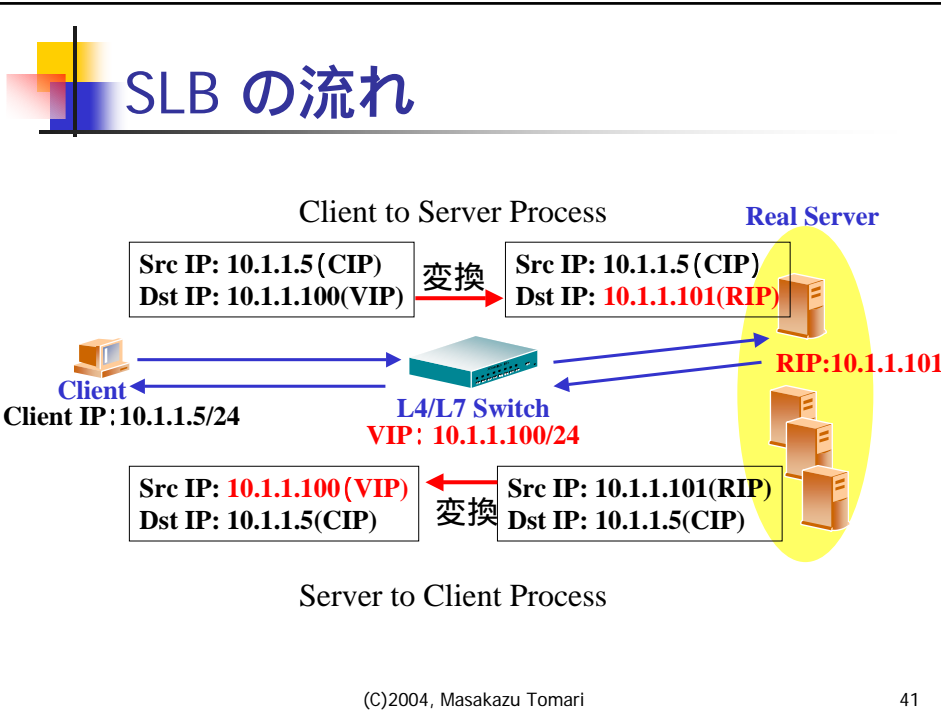 SLB の流れ
Client to Server Process
Real Server
Src IP: 10.1.1.5(CIP)
Dst IP: 10.1.1.100(VIP)
変換
Src IP: 10.1.1.5(CIP)
Dst IP: 10.1.1.101(RIP)
RIP:10.1.1.101
Client
Client IP:10.1.1.5/24
L4/L7 Switch
VIP: 10.1.1.100/24
Src IP: 10.1.1.100(VIP)
Dst IP: 10.1.1.5(CIP)
変換
Src IP: 10.1.1.101(RIP)
Dst IP: 10.1.1.5(CIP)
Server to Client Process
(C)2004, Masakazu Tomari
41